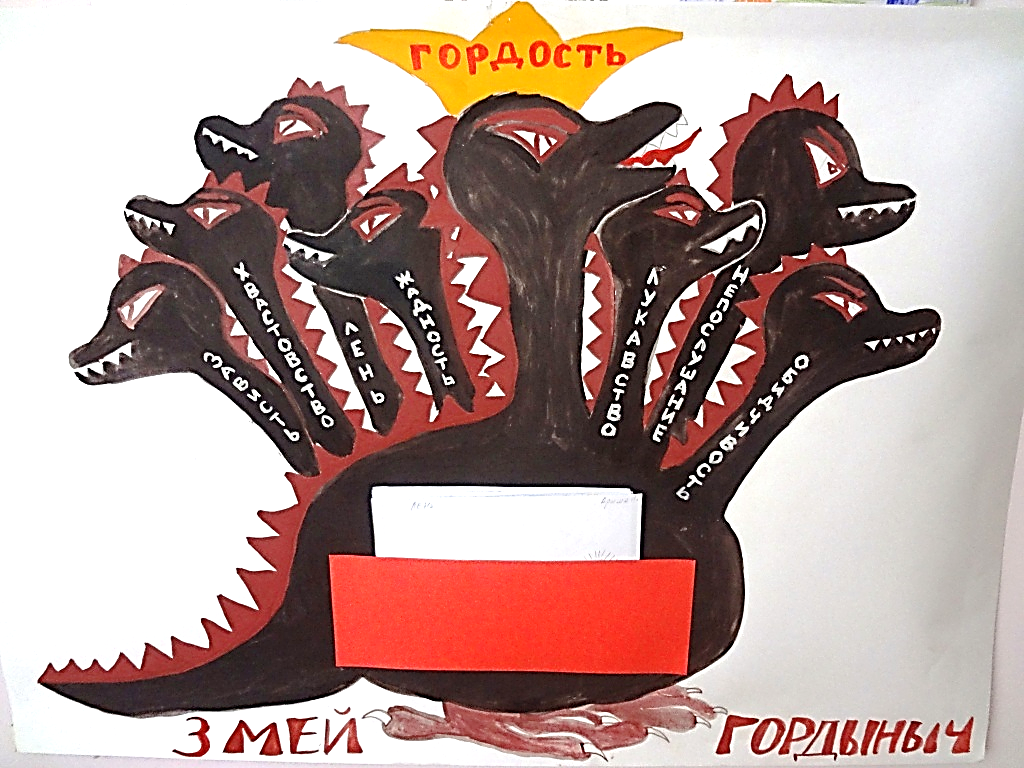 ГОРДОСТЬ
ЗАВИСТЬ
ХВАСТОВСТВО
ЛЕНЬ
ЖАДНОСТЬ
ЛУКАВСТВО
НЕПОСЛУШАНИЕ
ОБИДЧИВОСТЬ
ЗМЕЙ ГОРДЫНЫЧ